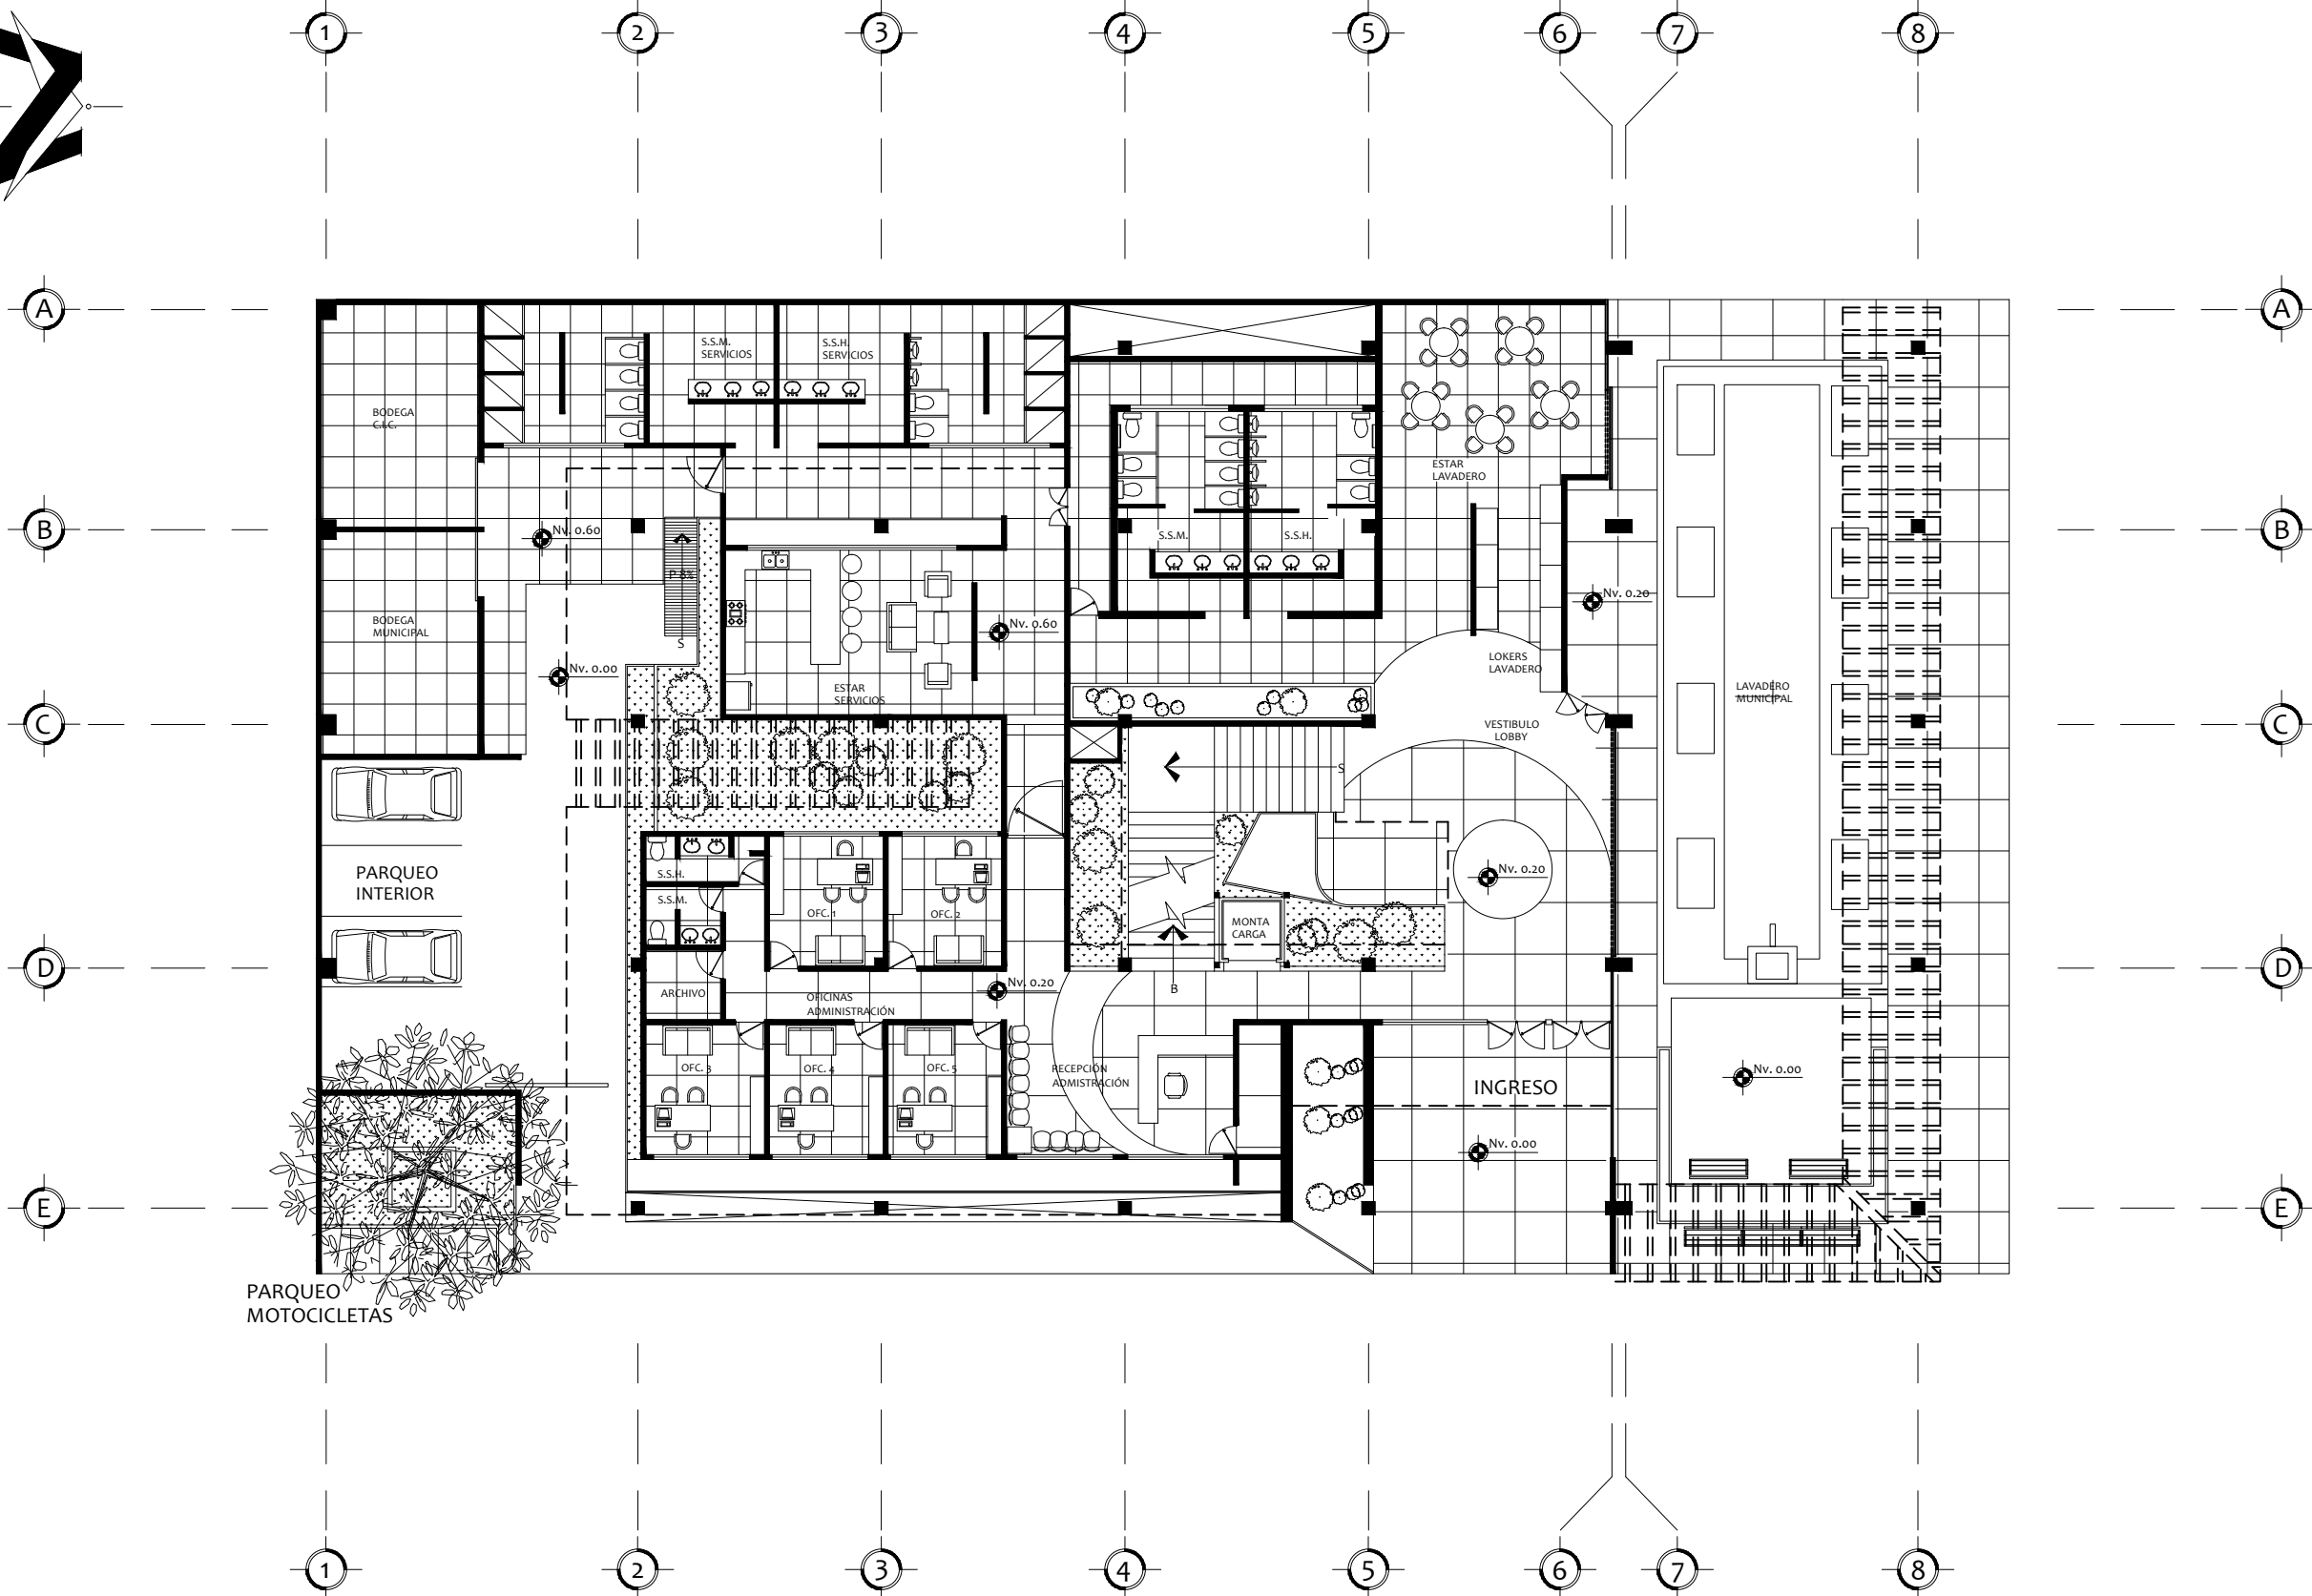 1 2 3 4 5 6 7 8
A A
S.S.M.
SERVICIOS
S.S.H.
SERVICIOS
BODEGA
C.I.C.
ESTAR
LAVADERO
B B
Nv. 0.60
S.S.M.
S.S.H.
P 8%
Nv. 0.20
BODEGA
MUNICIPAL
Nv. 0.60
S
LOKERS
LAVADERO
Nv. 0.00
ESTAR
SERVICIOS
LAVADERO
MUNICIPAL
C C
VESTIBULO
LOBBY
S
PARQUEO
INTERIOR
S.S.H.
Nv. 0.20
S.S.M.
OFC. 1
OFC. 2
MONTA
CARGA
D D
Nv. 0.20
B
ARCHIVO
OFICINAS
ADMINISTRACIÓN
OFC. 3
OFC. 4
OFC. 5
RECEPCIÓN
ADMISTRACIÓN
INGRESO
Nv. 0.00
Nv. 0.00
E E
PARQUEO
MOTOCICLETAS
1 2 3 4 5 6 7 8